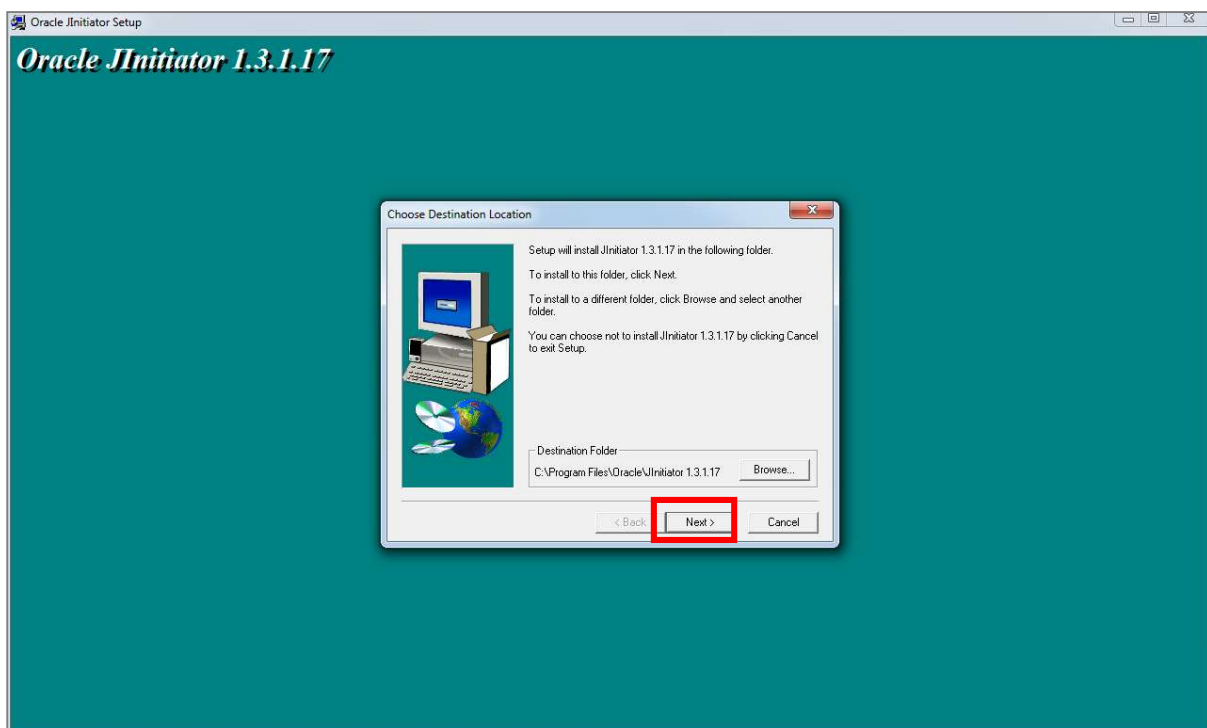 Oracle JInitiator Setup
Oracle JInitiator 1.3.1.17
Choose Destination Location
Setup will install JInitiator 1.3.1.17 in the following folder.
To install to this folder, click Next.
To install to a different folder, click Browse and select another
folder.
You can choose not to install JInitiator 1.3.1.17 by clicking Cancel
to exit Setup.
Destination Folder
C:\Program Files\Oracle\JInitiator 1.3.1.17 Browse...
< Back Next > Cancel